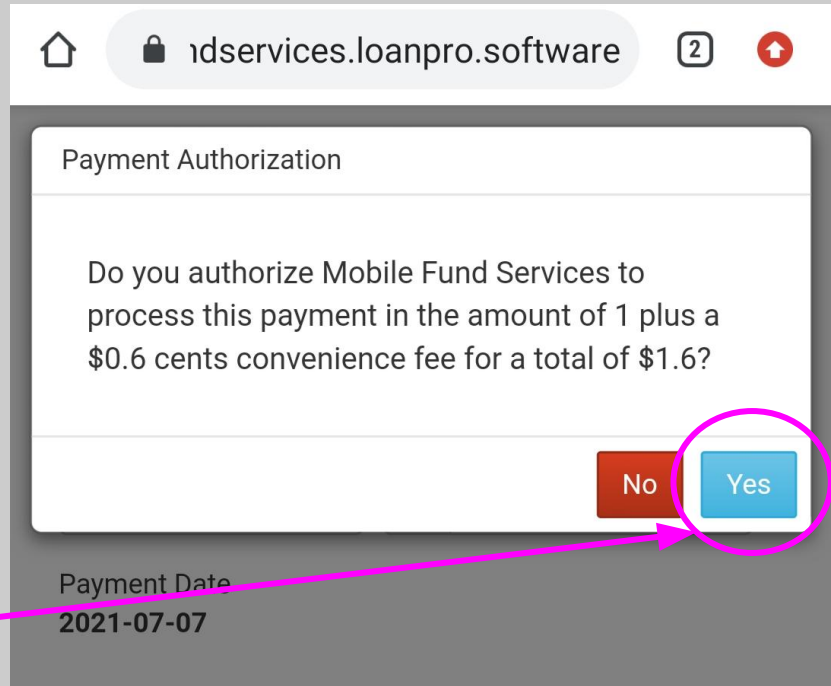 ndservices.loanpro.software 2
Payment Authorization
Do you authorize Mobile Fund Services to
process this payment in the amount of 1 plus a
$0.6 cents convenience fee for a total of $1.6?
No Yes
Payment Date
2021-07-07